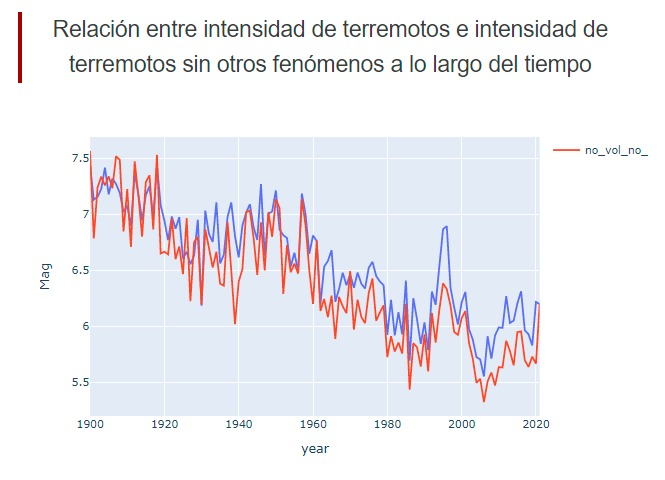 Relación entre intensidad de terremotos e intensidad de
terremotos sin otros fenómenos a lo largo del tiempo
7.5
7
6.5
6
5.5
Mag
1900 1920 1940 1960 1980 2000 2020
year
no_vol_no_